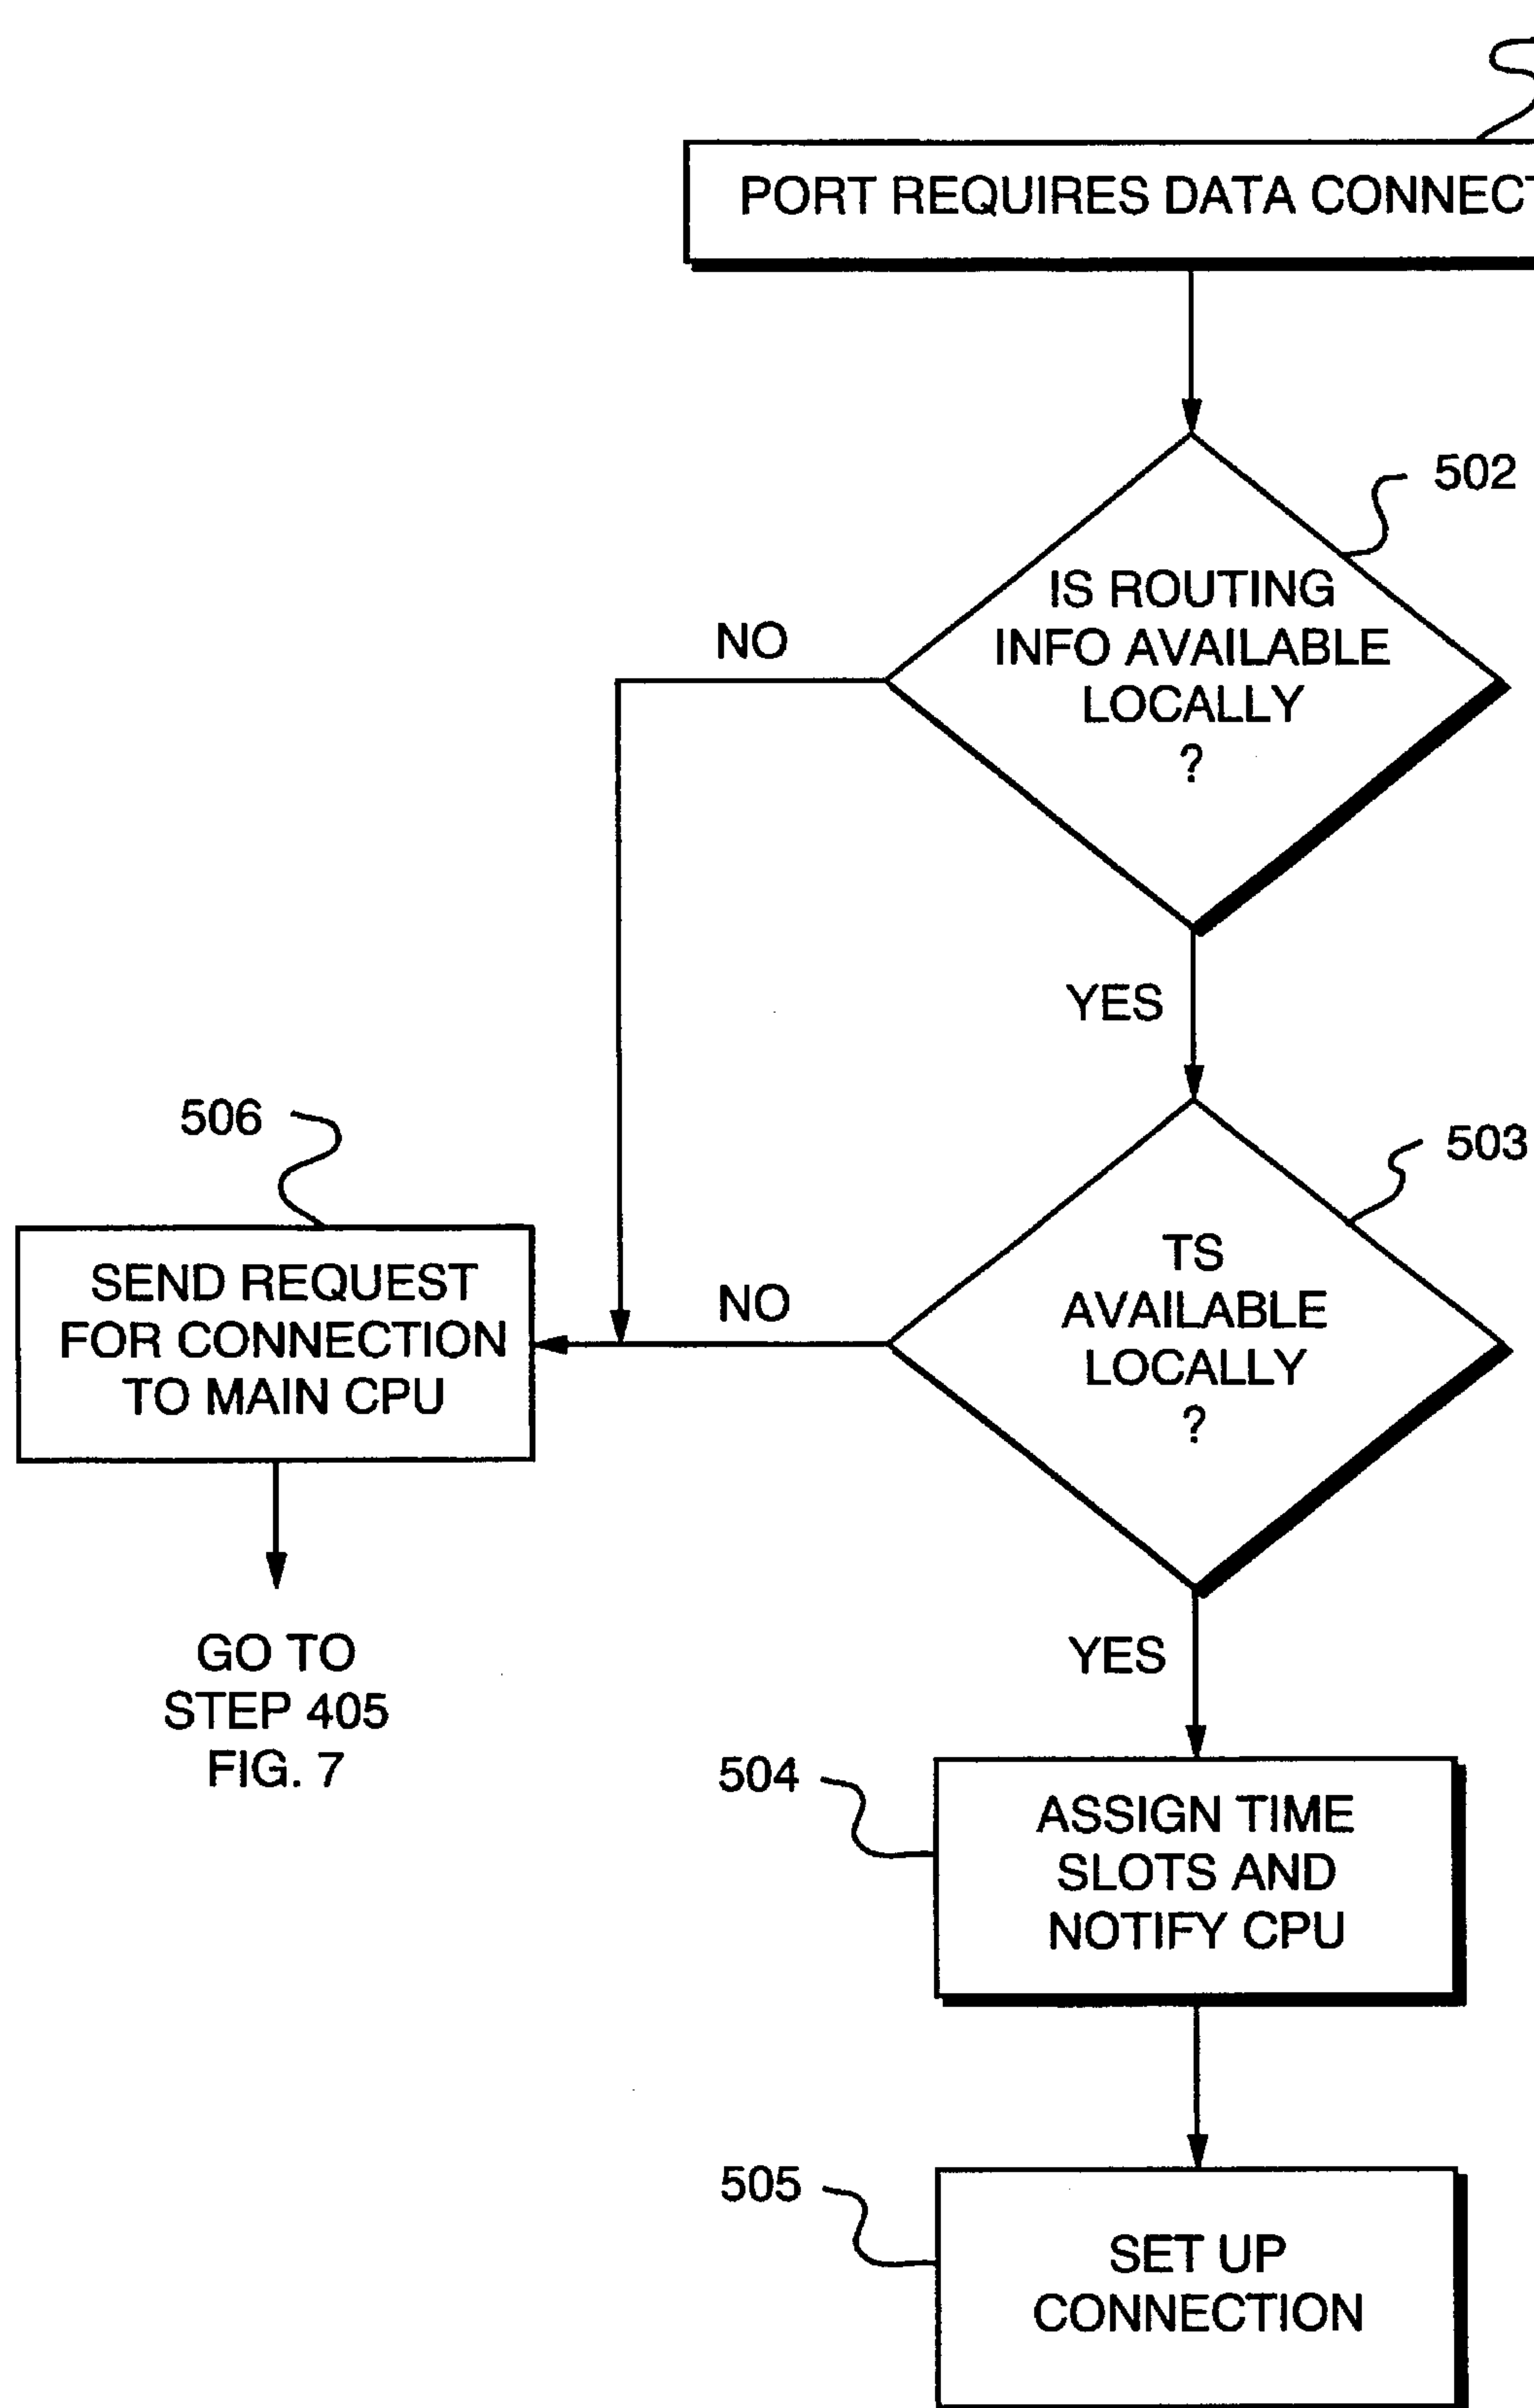 PORT REQUIRES DATA CONNECT
502
IS ROUTING
INFO AVAILABLE
LOCALLY
?
NO
YES
506
503
SEND REQUEST
FOR CONNECTION
TO MAIN CPU
NO
TS
AVAILABLE
LOCALLY
?
GO TO
STEP 405
FIG. 7
YES
504
ASSIGN TIME
SLOTS AND
NOTIFY CPU
505
SET UP
CONNECTION